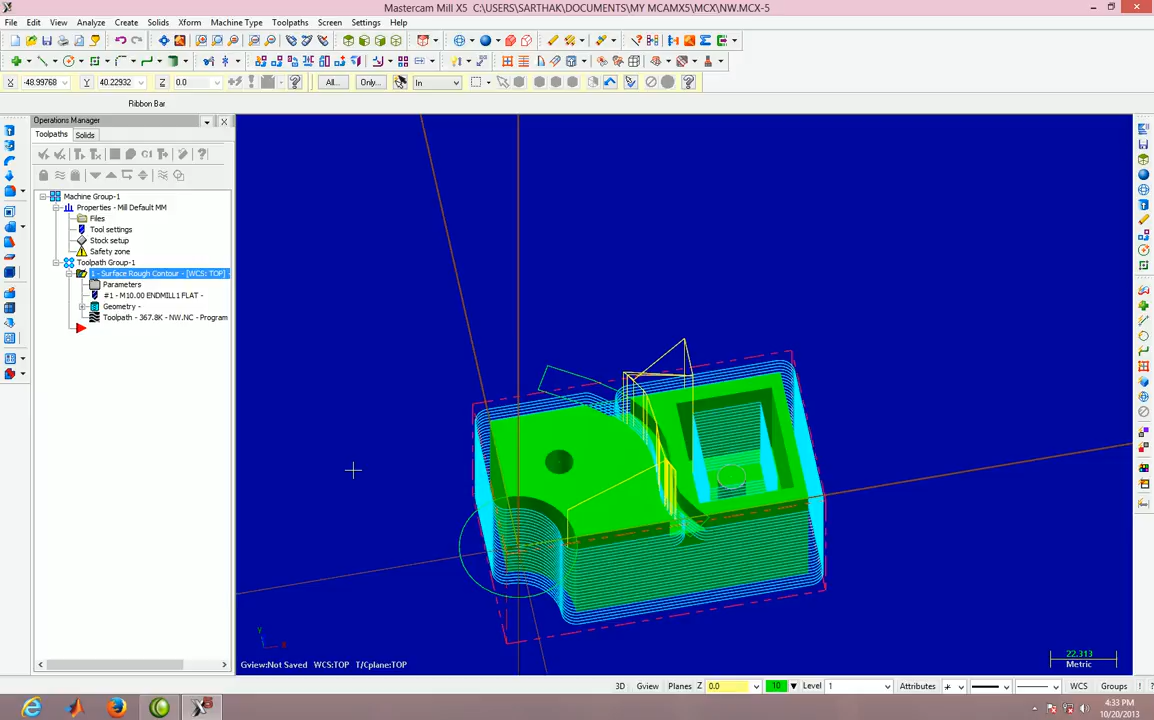 Mastercam Mill X5 C:\USERS\SARTHAK\DOCUMENTS\MY MCAMX5\MCX\NW.MCX-5
File Edit View Analyze Create Solids Xform Machine Type Toolpaths Screen Settings Help
X -48.99768 Y 40.22932 Z 0.0 All... Only... In
Ribbon Bar
Operations Manager
Toolpaths Solids
G1
Machine Group-1
Properties - Mill Default MM
Files
Tool settings
Stock setup
Safety zone
Toolpath Group-1
1 - Surface Rough Contour - [WCS: TOP] -
Parameters
#1 - M10.00 ENDMILL1 FLAT -
Geometry -
Toolpath - 367.8K - NW.NC - Program
Y
X
Gview:Not Saved WCS:TOP T/Cplane:TOP
22.313
Metric
3D Gview Planes Z 0.0 10 Level 1 Attributes WCS Groups ! ?
4:33 PM
10/20/2013